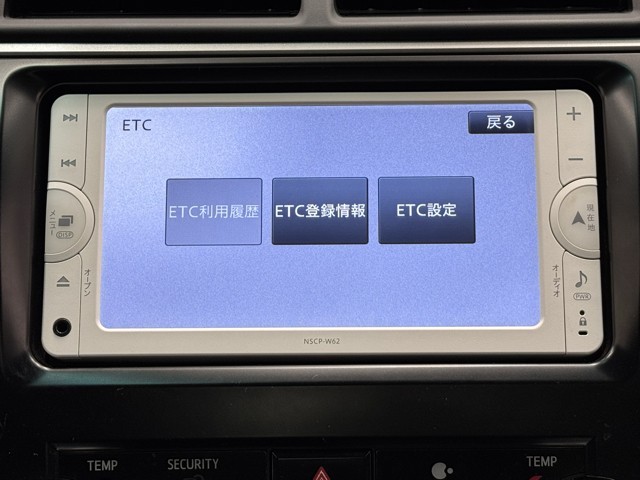 ETC
戻る
ETC利用履歴
ETC登録情報
ETC設定
メニュー
DISP
オープン
現在地
オーディオ
PWR
NSCP-W62
TEMP
SECURITY
TEMP